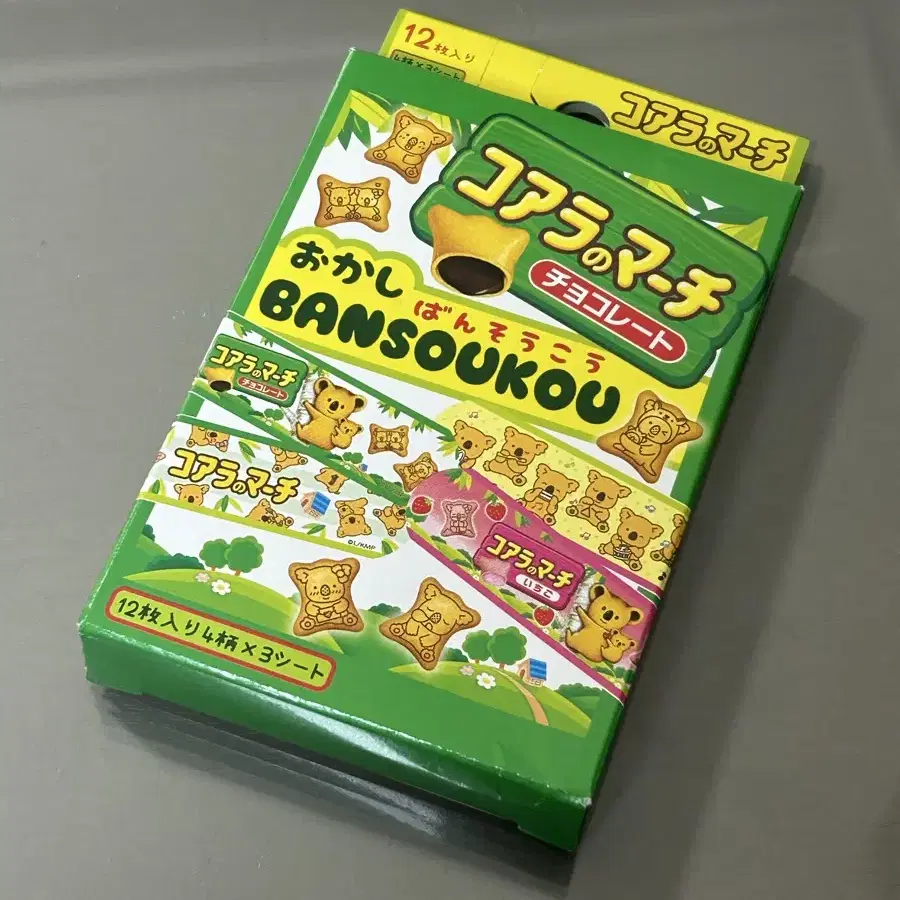 12枚入り
4柄×3シート
コアラのマーチ
コアラのマーチ
チョコレート
おかし
ばんそうこう
BANSOUKOU
コアラのマーチ
チョコレート
コアラのマーチ
©L/KMP
コアラのマーチ
いちご
12枚入り4柄×3シート